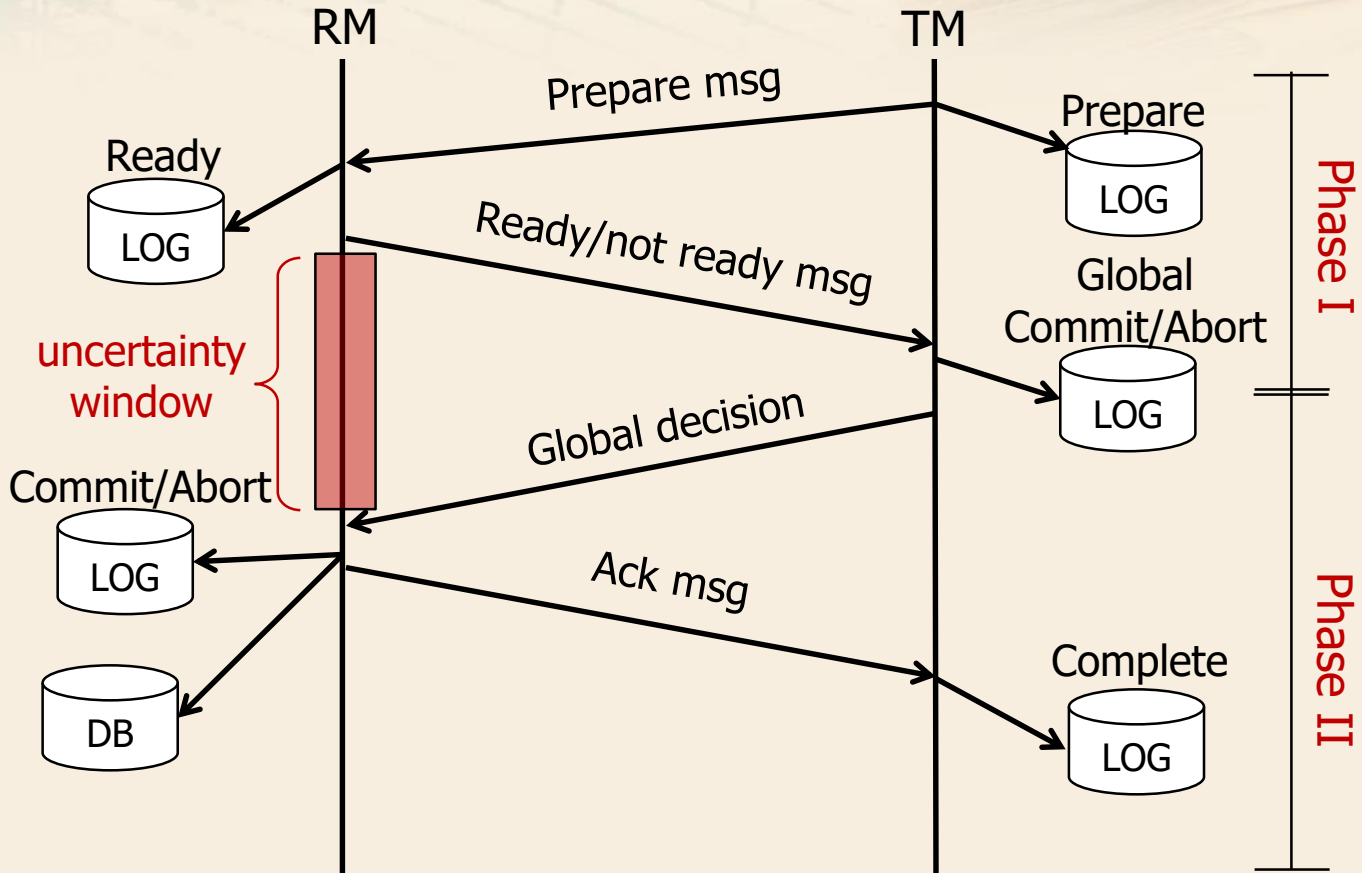 RM
TM
Prepare msg
Prepare
LOG
Ready
LOG
Phase I
Ready/not ready msg
Global
Commit/Abort
LOG
uncertainty
window
Global decision
Commit/Abort
LOG
DB
Ack msg
Complete
LOG
Phase II